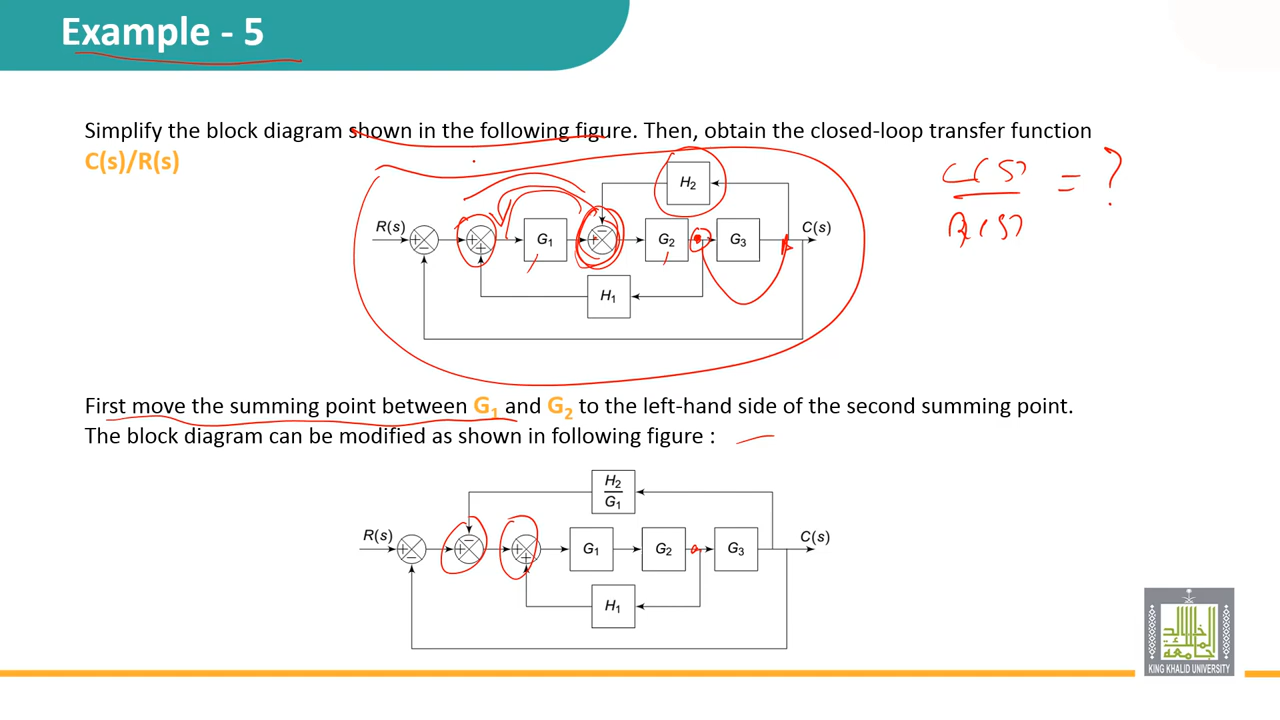 Example - 5
Simplify the block diagram shown in the following figure. Then, obtain the closed-loop transfer function
C(s)/R(s)
C(S)
R(S)
= ?
H2
R(s)
+
−
+
+
G1
+
−
G2
G3
C(s)
H1
First move the summing point between G1 and G2 to the left-hand side of the second summing point.
The block diagram can be modified as shown in following figure :
H2
G1
R(s)
+
−
+
−
+
+
G1
G2
G3
C(s)
H1
جامعة
الملك خالد
KING KHALID UNIVERSITY